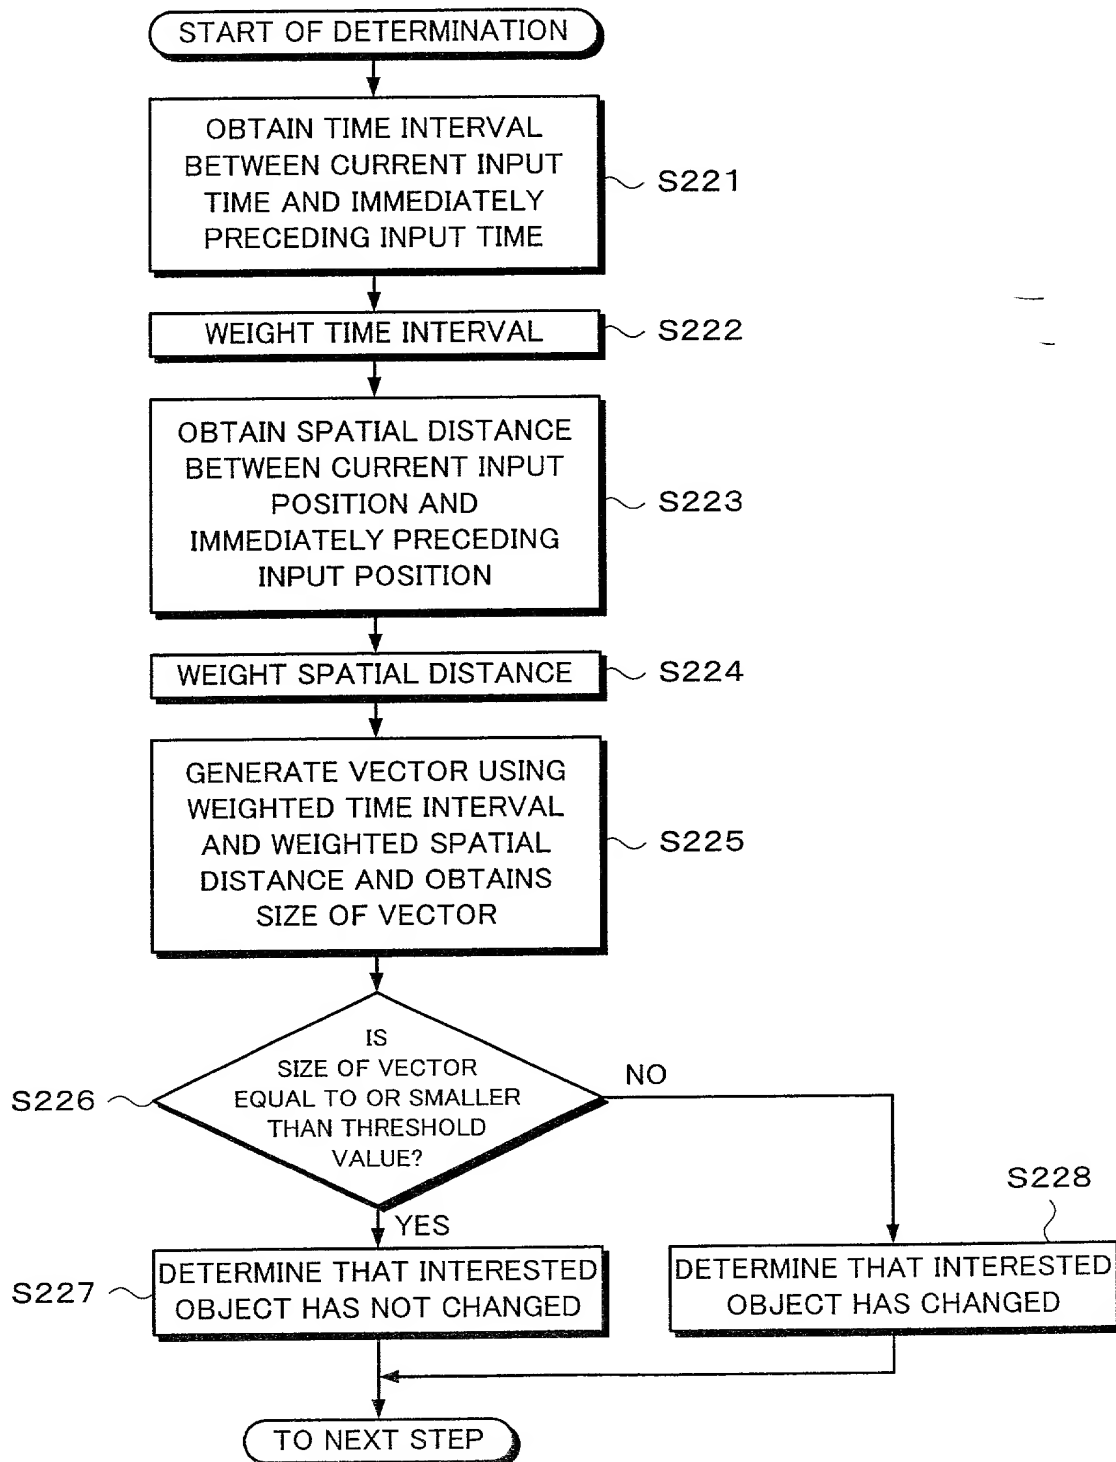 START OF DETERMINATION
OBTAIN TIME INTERVAL
BETWEEN CURRENT INPUT
TIME AND IMMEDIATELY
PRECEDING INPUT TIME
S221
WEIGHT TIME INTERVAL
S222
OBTAIN SPATIAL DISTANCE
BETWEEN CURRENT INPUT
POSITION AND
IMMEDIATELY PRECEDING
INPUT POSITION
S223
WEIGHT SPATIAL DISTANCE
S224
GENERATE VECTOR USING
WEIGHTED TIME INTERVAL
AND WEIGHTED SPATIAL
DISTANCE AND OBTAINS
SIZE OF VECTOR
S225
IS
SIZE OF VECTOR
EQUAL TO OR SMALLER
THAN THRESHOLD
VALUE?
S226
NO
YES
S228
DETERMINE THAT INTERESTED
OBJECT HAS NOT CHANGED
S227
DETERMINE THAT INTERESTED
OBJECT HAS CHANGED
TO NEXT STEP